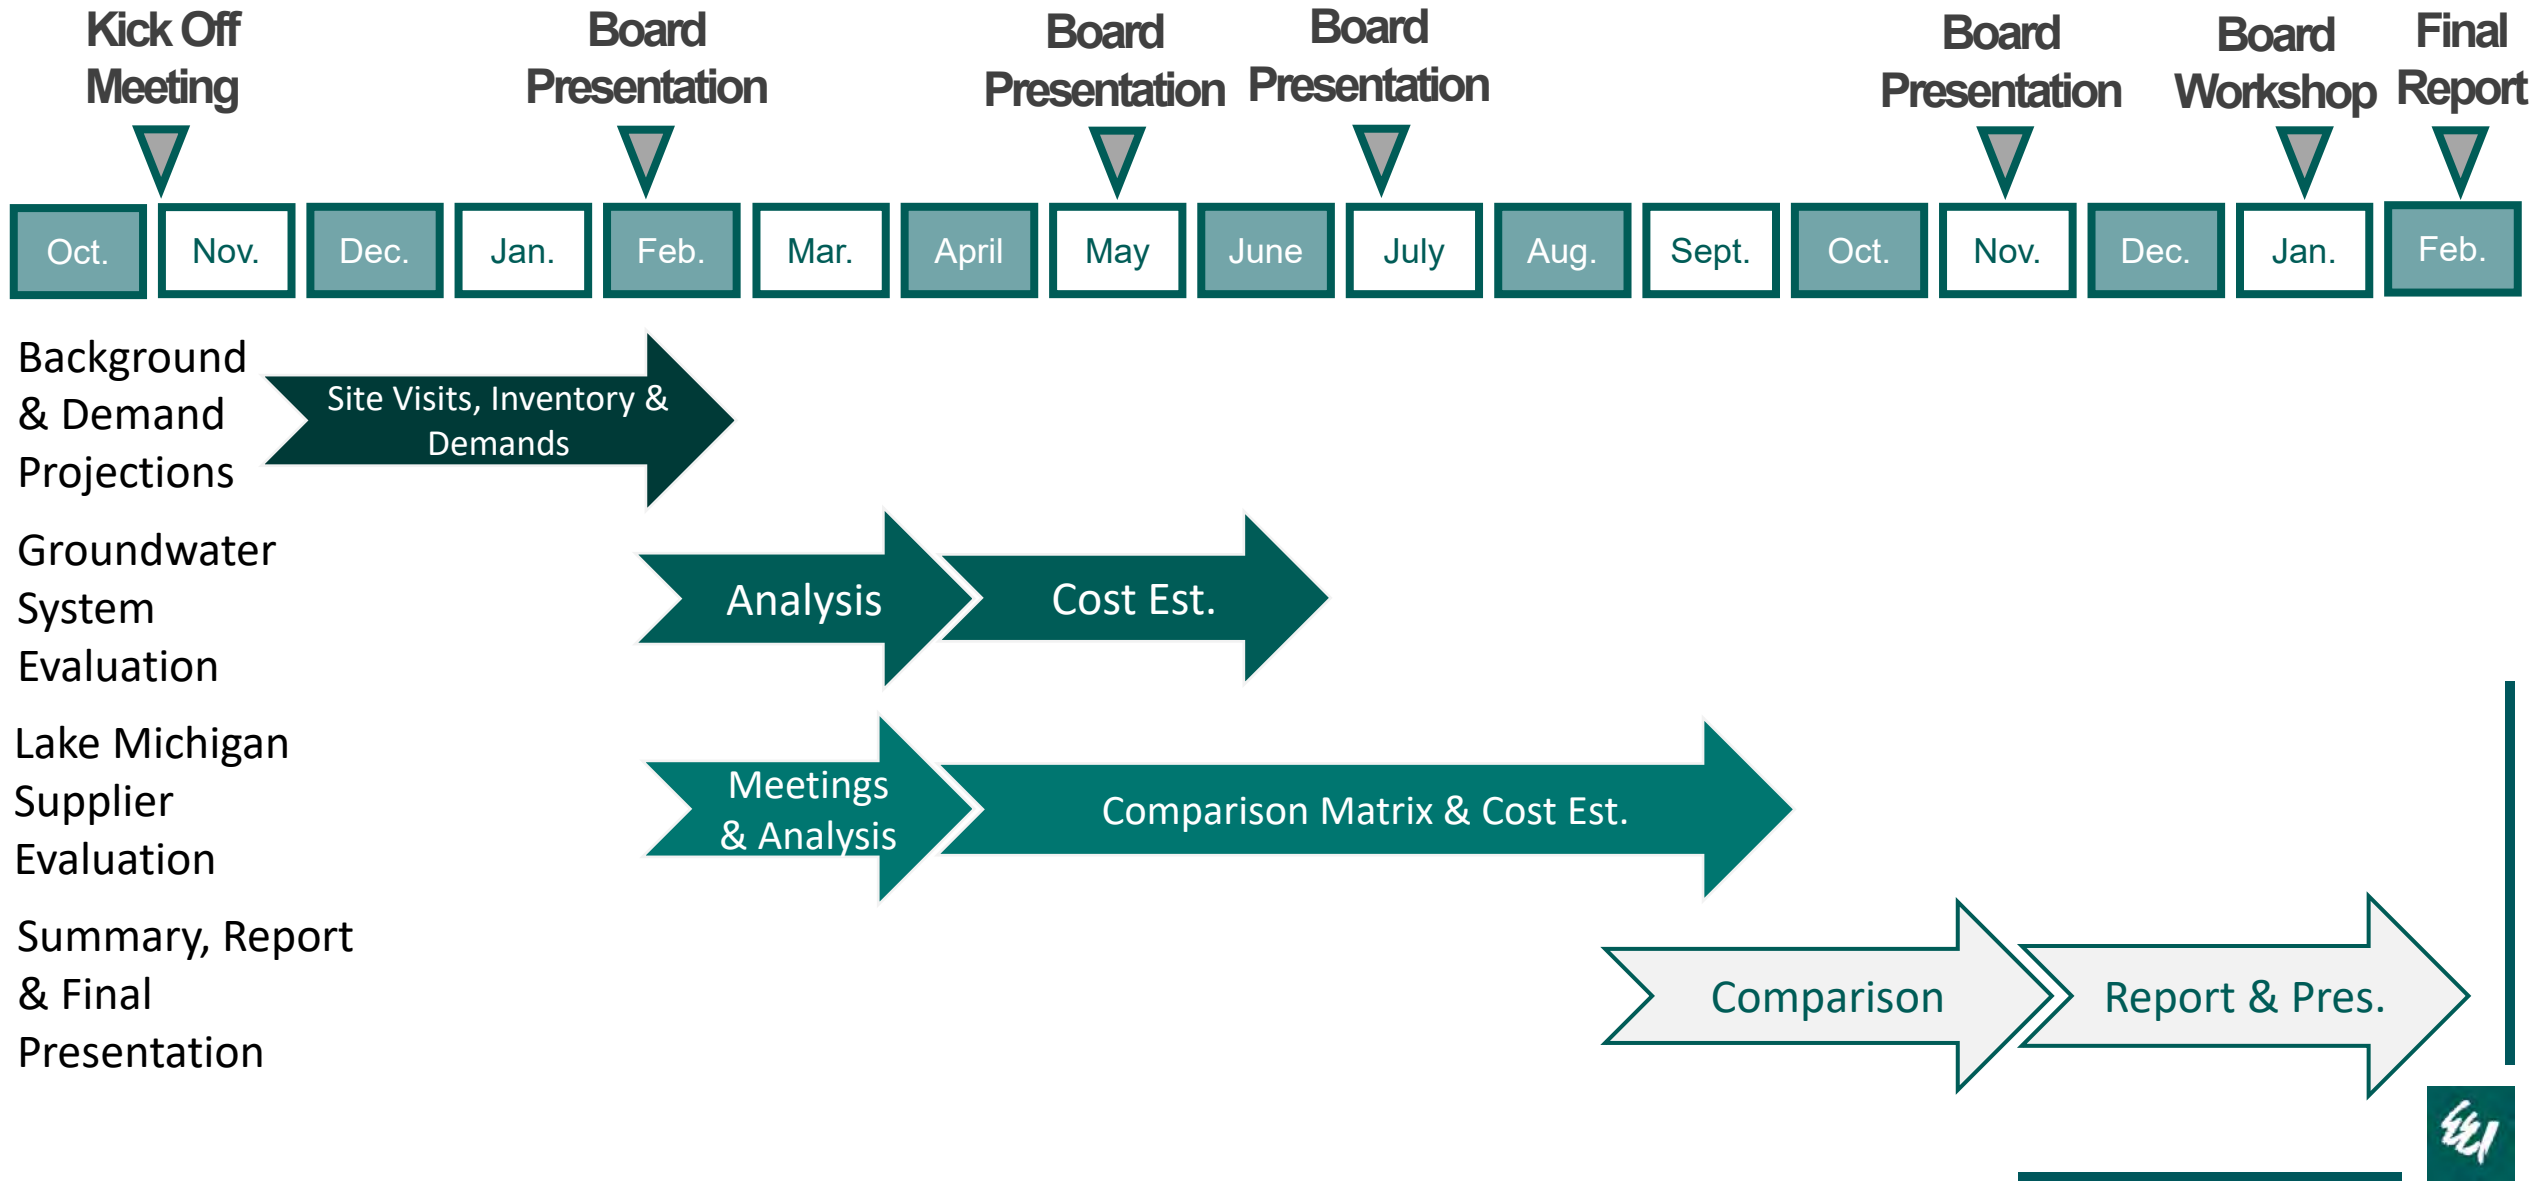 Kick Off
Meeting
Board
Presentation
Board
Presentation
Board
Presentation
Board
Presentation
Board
Workshop
Final
Report
Oct.
Nov.
Dec.
Jan.
Feb.
Mar.
April
May
June
July
Aug.
Sept.
Oct.
Nov.
Dec.
Jan.
Feb.
Background
& Demand
Projections
Site Visits, Inventory &
Demands
Groundwater
System
Evaluation
Analysis
Cost Est.
Lake Michigan
Supplier
Evaluation
Meetings
& Analysis
Comparison Matrix & Cost Est.
Summary, Report
& Final
Presentation
Comparison
Report & Pres.
EEI